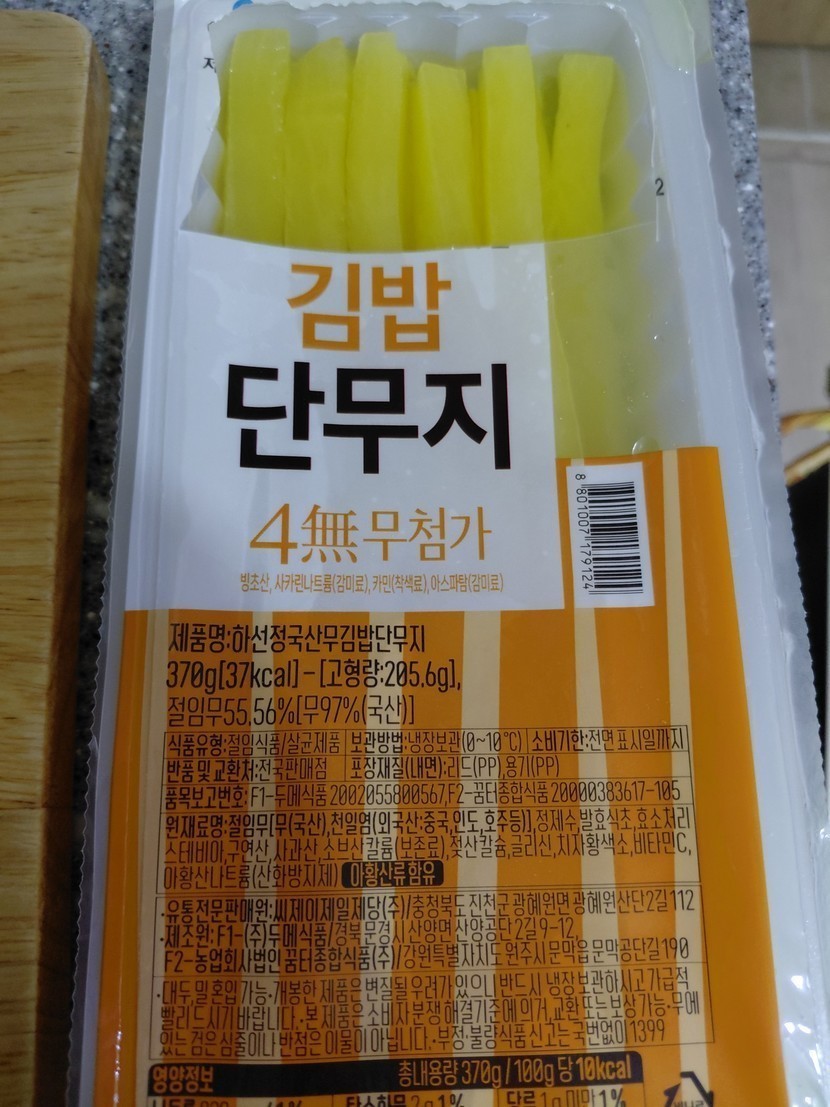 김밥
단무지
4無 무첨가
빙초산, 사카린나트륨(감미료), 카민(착색료), 아스파탐(감미료)
8 801007 179124
2
제품명:하선정국산무김밥단무지
370g[37kcal]-[고형량:205.6g],
절임무55.56%[무97%(국산)]
식품유형:절임식품/살균제품 보관방법:냉장보관(0~10℃) 소비기한:전면 표시일까지
반품 및 교환처:전국판매점 포장재질(내면):리드(PP),용기(PP)
품목보고번호:F1-두메식품 2002055800567,F2-꿈터종합식품 20000383617-105
원재료명:절임무[무(국산),천일염(외국산:중국,인도,호주등)],정제수,발효식초,효소처리
스테비아,구연산,사과산,소브산칼륨(보존료),젖산칼슘,글리신,치자황색소,비타민C,
아황산나트륨(산화방지제) 아황산류 함유
·유통전문판매원:씨제이제일제당(주)/충청북도 진천군 광혜원면 광혜원산단2길 112
·제조원:F1-(주)두메식품/경북 문경시 산양면 산양공단2길 9-12,
F2-농업회사법인 꿈터종합식품(주)/강원특별자치도 원주시 문막읍 문막공단길 190
·대두,밀 혼입 가능·개봉한 제품은 변질될 우려가 있으니 반드시 냉장보관하시고 가급적
빨리 드시기 바랍니다.·본 제품은 소비자 분쟁 해결 기준에 의거, 교환 또는 보상 가능·무에
있는 검은 심줄이나 반점은 이물이 아닙니다.·부정·불량식품 신고는 국번없이 1399
영양정보 총내용량 370g / 100g 당 10kcal
탄수화물 2g 1% 당류 1g 미만 1%